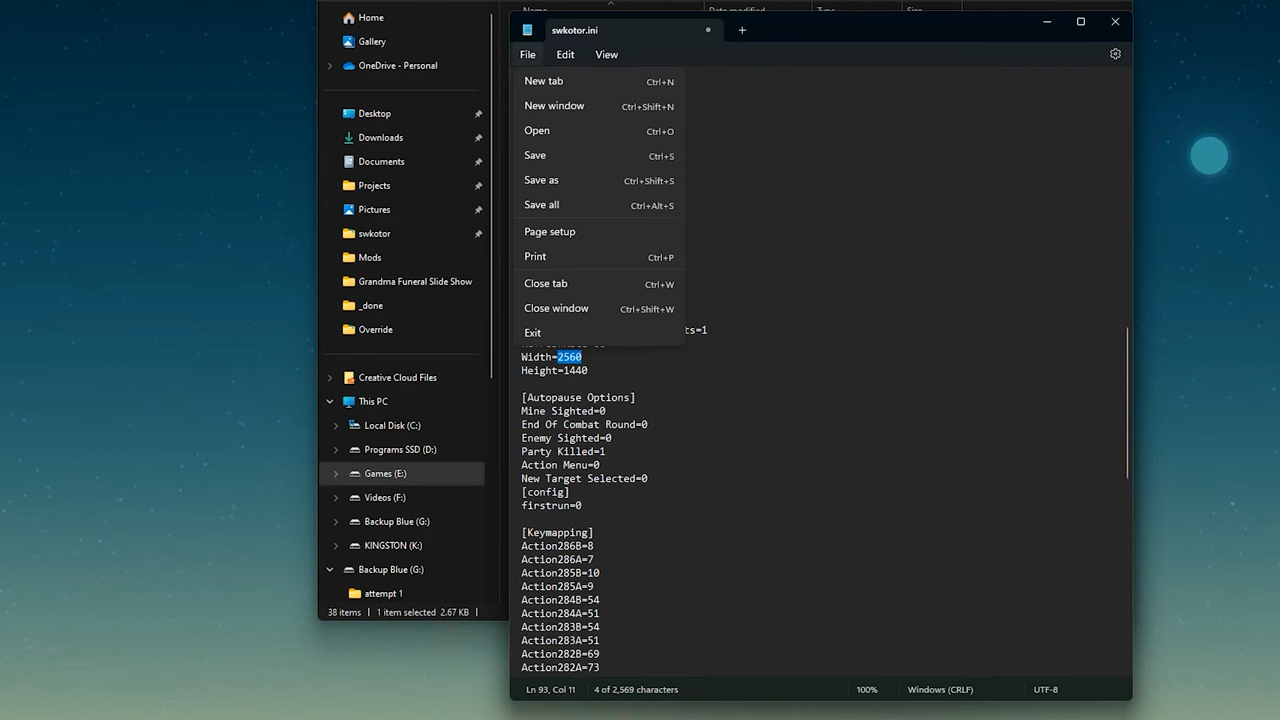 Home
Gallery
OneDrive - Personal
Desktop
Downloads
Documents
Projects
Pictures
swkotor
Mods
Grandma Funeral Slide Show
_done
Override
Creative Cloud Files
This PC
Local Disk (C:)
Programs SSD (D:)
Games (E:)
Videos (F:)
Backup Blue (G:)
KINGSTON (K:)
Backup Blue (G:)
attempt 1
38 items 1 item selected 2.67 KB
Name Date modified Type Size
swkotor.ini
File Edit View
New tab Ctrl+N
New window Ctrl+Shift+N
Open Ctrl+O
Save Ctrl+S
Save as Ctrl+Shift+S
Save all Ctrl+Alt+S
Page setup
Print Ctrl+P
Close tab Ctrl+W
Close window Ctrl+Shift+W
Exit
ts=1
Width=2560
Height=1440
[Autopause Options]
Mine Sighted=0
End Of Combat Round=0
Enemy Sighted=0
Party Killed=1
Action Menu=0
New Target Selected=0
[config]
firstrun=0
[Keymapping]
Action286B=8
Action286A=7
Action285B=10
Action285A=9
Action284B=54
Action284A=51
Action283B=54
Action283A=51
Action282B=69
Action282A=73
Ln 93, Col 11 4 of 2,569 characters 100% Windows (CRLF) UTF-8